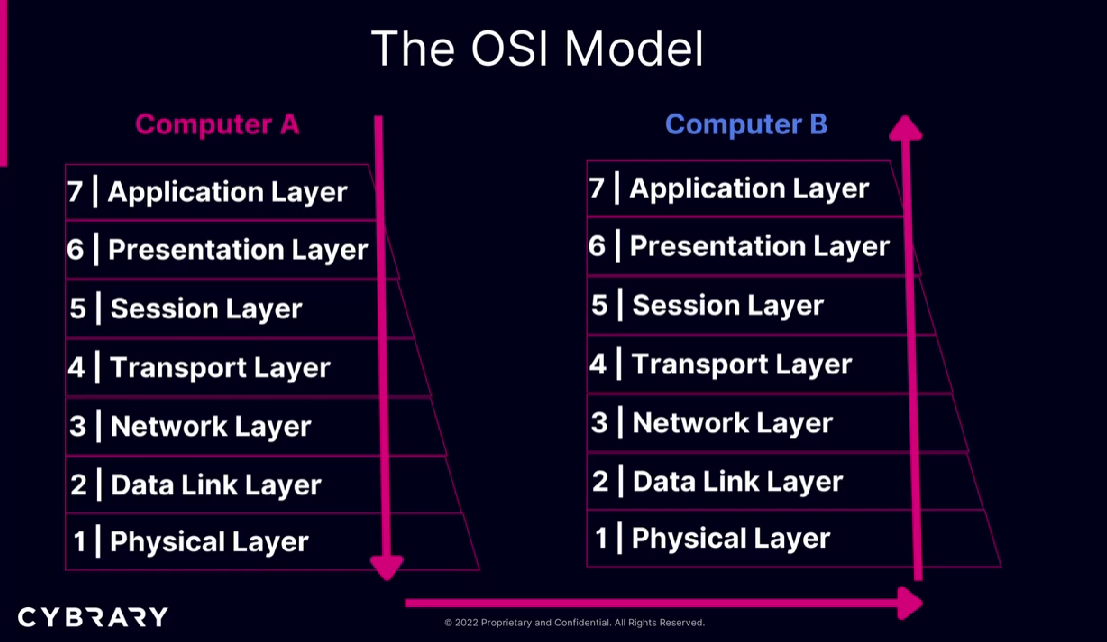 The OSI Model
Computer A
7 | Application Layer
6 | Presentation Layer
5 | Session Layer
4 | Transport Layer
3 | Network Layer
2 | Data Link Layer
1 | Physical Layer
Computer B
7 | Application Layer
6 | Presentation Layer
5 | Session Layer
4 | Transport Layer
3 | Network Layer
2 | Data Link Layer
1 | Physical Layer
CYBRARY
© 2022 Proprietary and Confidential. All Rights Reserved.